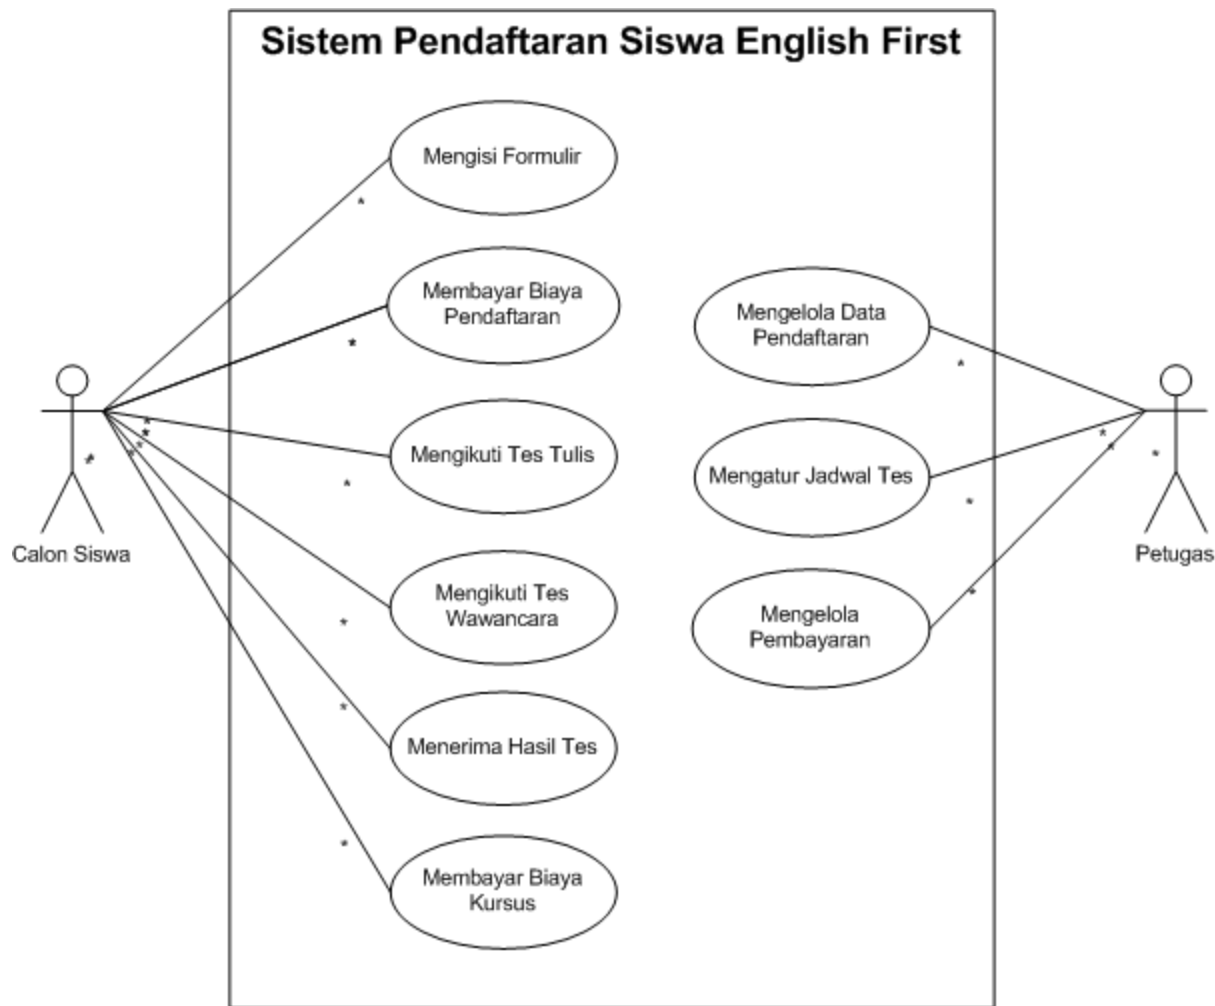 Sistem Pendaftaran Siswa English First
Mengisi Formulir
*
Membayar Biaya
Pendaftaran
*
Mengikuti Tes Tulis
*
Mengikuti Tes
Wawancara
*
Menerima Hasil Tes
*
Membayar Biaya
Kursus
*
*
*
*
*
*
Calon Siswa
Mengelola Data
Pendaftaran
*
Mengatur Jadwal Tes
*
Mengelola
Pembayaran
*
*
*
*
Petugas